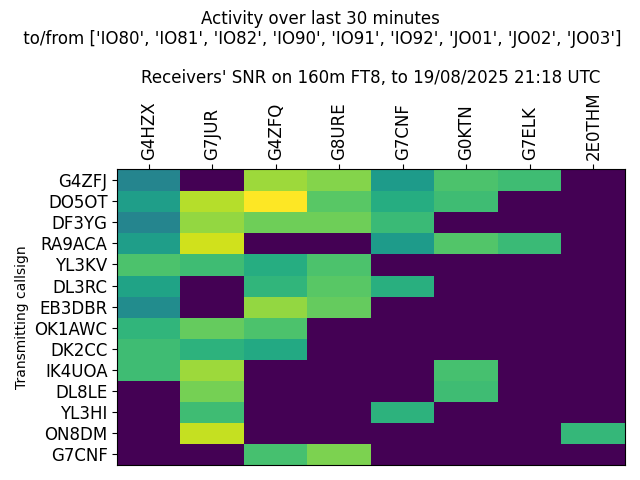 Activity over last 30 minutes
to/from ['IO80', 'IO81', 'IO82', 'IO90', 'IO91', 'IO92', 'JO01', 'JO02', 'JO03']
Receivers' SNR on 160m FT8, to 19/08/2025 21:18 UTC
G4HZX
G7JUR
G4ZFQ
G8URE
G7CNF
G0KTN
G7ELK
2E0THM
Transmitting callsign
G4ZFJ
DO5OT
DF3YG
RA9ACA
YL3KV
DL3RC
EB3DBR
OK1AWC
DK2CC
IK4UOA
DL8LE
YL3HI
ON8DM
G7CNF